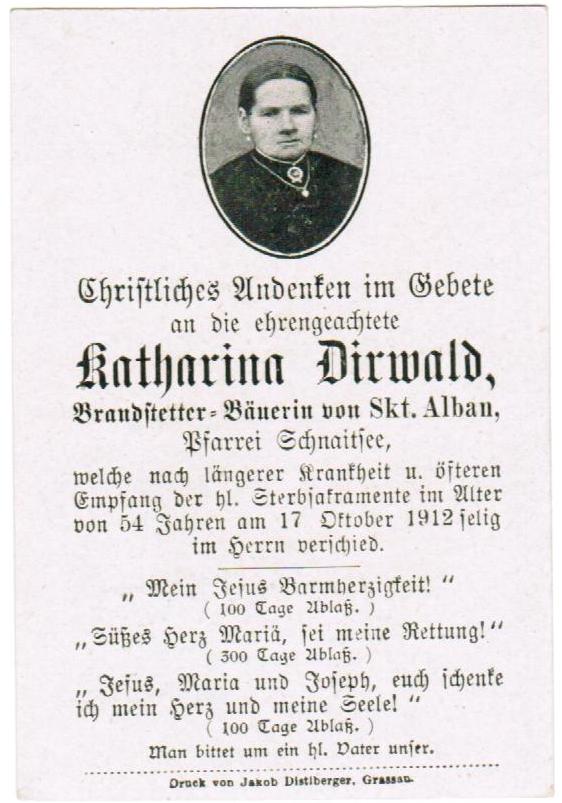 Christliches Andenken im Gebete
an die ehrengeachtete
Katharina Dirwald,
Brandstetter-Bäuerin von Skt. Alban,
Pfarrei Schnaitsee,
welche nach längerer Krankheit u. öfteren
Empfang der hl. Sterbsakramente im Alter
von 54 Jahren am 17 Oktober 1912 selig
im Herrn verschied.
„Mein Jesus Barmherzigkeit!“
(100 Tage Ablaß.)
„Süßes Herz Mariä, sei meine Rettung!“
(300 Tage Ablaß.)
„Jesus, Maria und Joseph, euch schenke
ich mein Herz und meine Seele!“
(100 Tage Ablaß.)
Man bittet um ein hl. Vater unser.
Druck von Jakob Distlberger, Grassau.